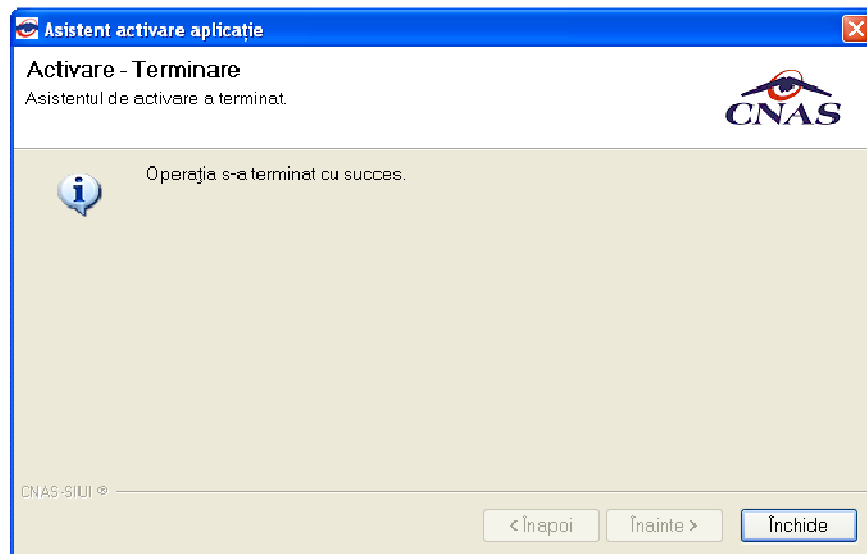 Asistent activare aplicație
Activare - Terminare
Asistentul de activare a terminat.
CNAS
Operația s-a terminat cu succes.
CNAS-SIUI ®
< Înapoi
Înainte >
Închide